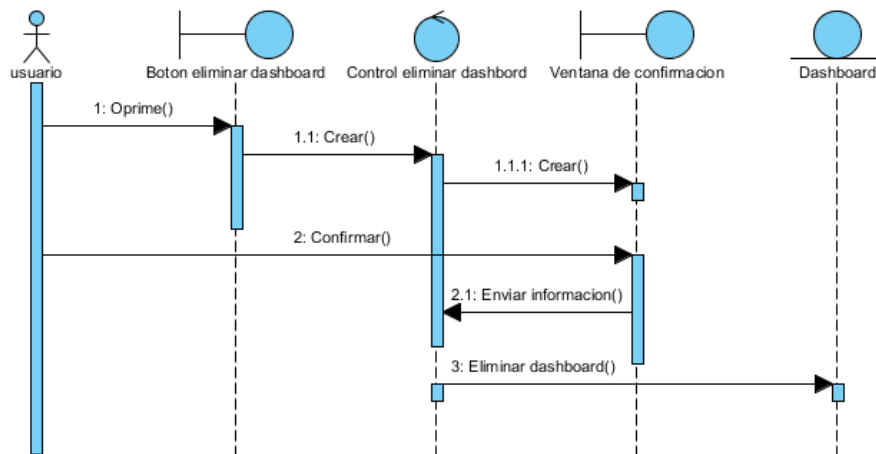 usuario
Boton eliminar dashboard
Control eliminar dashbord
Ventana de confirmacion
Dashboard
1: Oprime()
1.1: Crear()
1.1.1: Crear()
2: Confirmar()
2.1: Enviar informacion()
3: Eliminar dashboard()